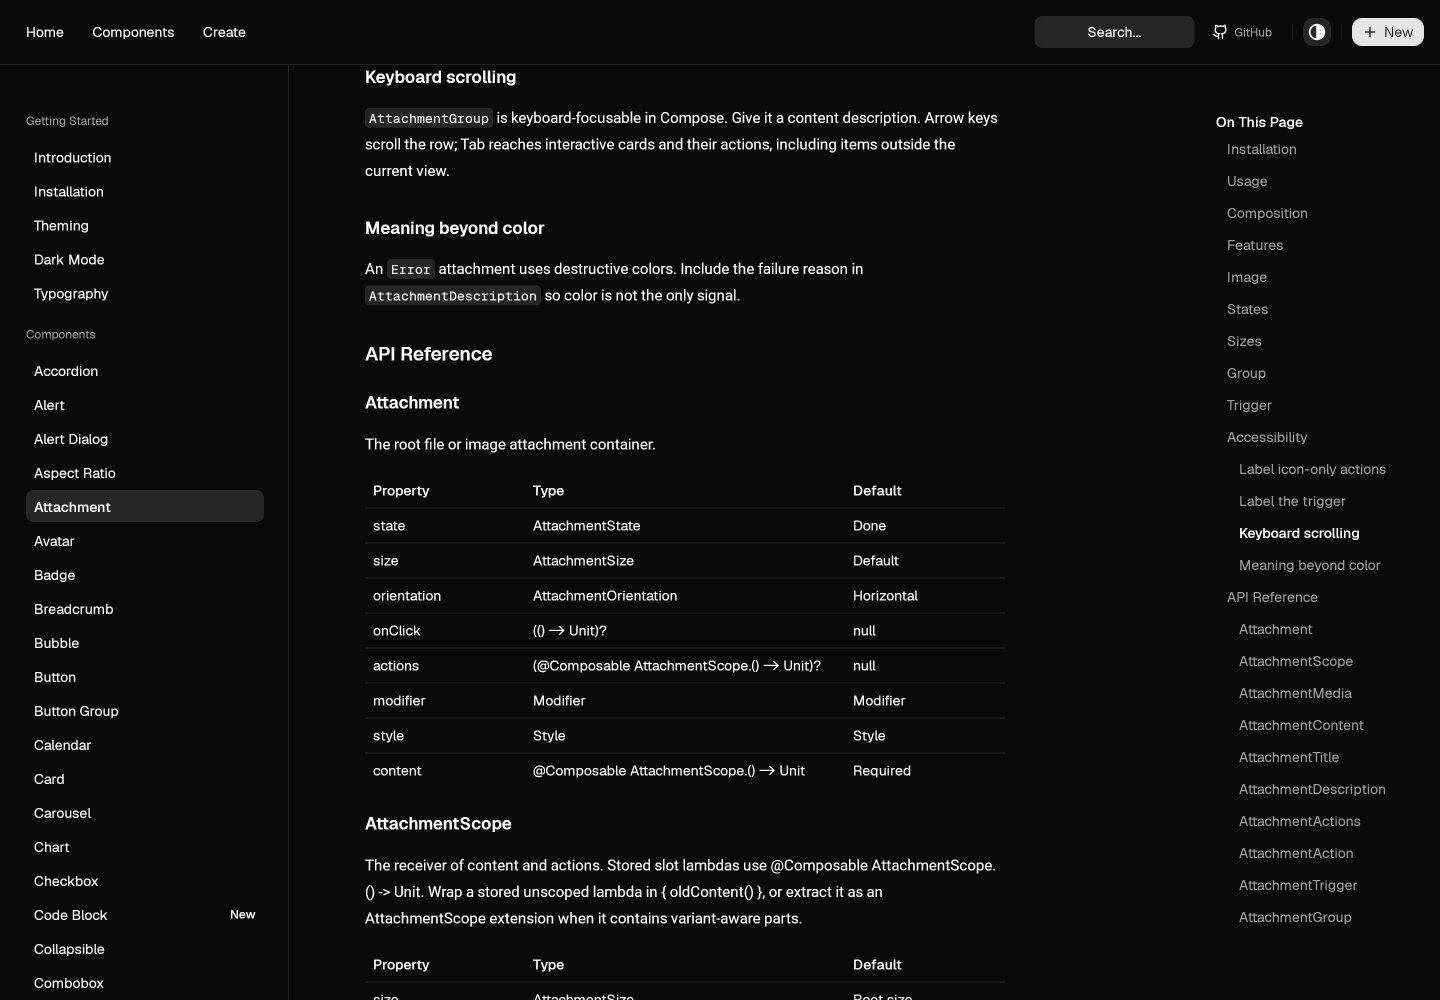 Home Components Create Search... GitHub New
Getting Started
Introduction
Installation
Theming
Dark Mode
Typography
Components
Accordion
Alert
Alert Dialog
Aspect Ratio
Attachment
Avatar
Badge
Breadcrumb
Bubble
Button
Button Group
Calendar
Card
Carousel
Chart
Checkbox
Code Block New
Collapsible
Combobox
Keyboard scrolling
AttachmentGroup is keyboard-focusable in Compose. Give it a content description. Arrow keys
scroll the row; Tab reaches interactive cards and their actions, including items outside the
current view.
Meaning beyond color
An Error attachment uses destructive colors. Include the failure reason in
AttachmentDescription so color is not the only signal.
API Reference
Attachment
The root file or image attachment container.
Property Type Default
state AttachmentState Done
size AttachmentSize Default
orientation AttachmentOrientation Horizontal
onClick (() -> Unit)? null
actions (@Composable AttachmentScope.() -> Unit)? null
modifier Modifier Modifier
style Style Style
content @Composable AttachmentScope.() -> Unit Required
AttachmentScope
The receiver of content and actions. Stored slot lambdas use @Composable AttachmentScope.
() -> Unit. Wrap a stored unscoped lambda in { oldContent() }, or extract it as an
AttachmentScope extension when it contains variant-aware parts.
Property Type Default
size AttachmentSize Root size
On This Page
Installation
Usage
Composition
Features
Image
States
Sizes
Group
Trigger
Accessibility
Label icon-only actions
Label the trigger
Keyboard scrolling
Meaning beyond color
API Reference
Attachment
AttachmentScope
AttachmentMedia
AttachmentContent
AttachmentTitle
AttachmentDescription
AttachmentActions
AttachmentAction
AttachmentTrigger
AttachmentGroup